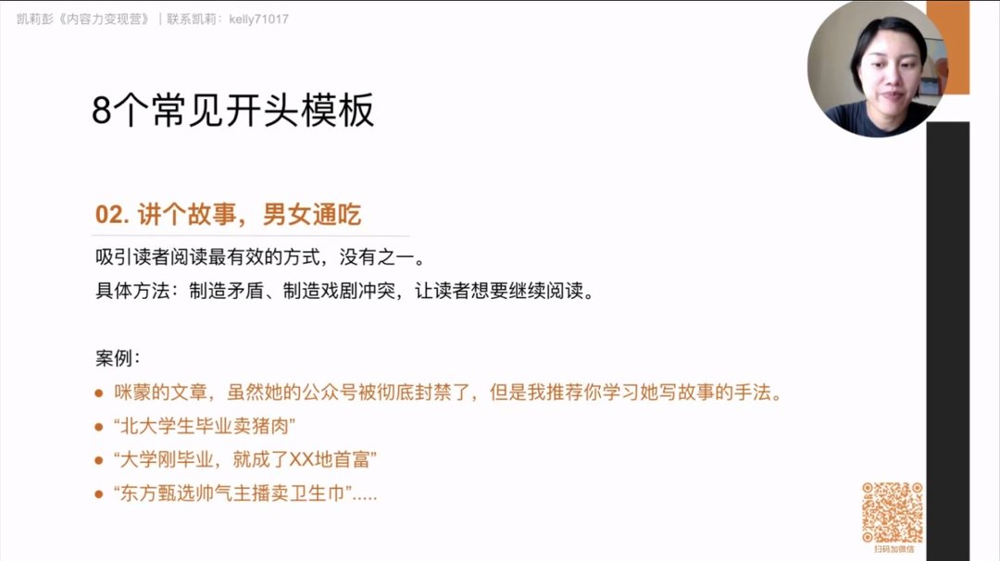 凯莉彭《内容力变现营》｜联系凯莉：kelly71017
8个常见开头模板
02. 讲个故事，男女通吃
吸引读者阅读最有效的方式，没有之一。
具体方法：制造矛盾、制造戏剧冲突，让读者想要继续阅读。
案例：
● 咪蒙的文章，虽然她的公众号被彻底封禁了，但是我推荐你学习她写故事的手法。
● “北大学生毕业卖猪肉”
● “大学刚毕业，就成了XX地首富”
● “东方甄选帅气主播卖卫生巾”.....
扫码加微信